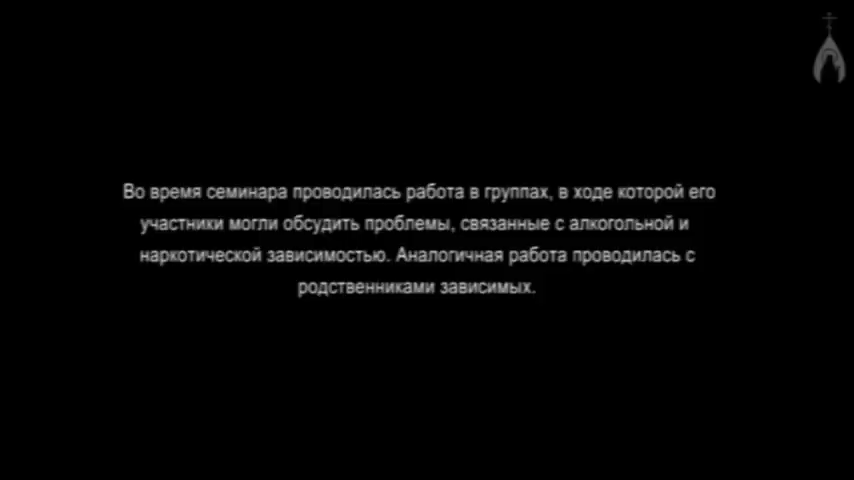 Во время семинара проводилась работа в группах, в ходе которой его
участники могли обсудить проблемы, связанные с алкогольной и
наркотической зависимостью. Аналогичная работа проводилась с
родственниками зависимых.